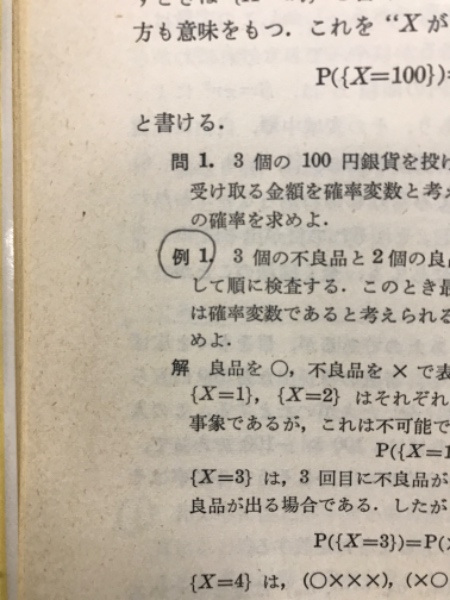 方も意味をもつ．これを “X が
P({X=100})=
と書ける．
問 1． 3 個の 100 円銀貨を投げ
受け取る金額を確率変数と考え
の確率を求めよ．
例 1． 3 個の不良品と 2 個の良品
して順に検査する．このとき最
は確率変数であると考えられる
めよ．
解 良品を ○，不良品を × で表
{X=1}，{X=2} はそれぞれ
事象であるが，これは不可能で
P({X=1
{X=3} は，3 回目に不良品が
良品が出る場合である．したが
P({X=3})=P(×
{X=4} は，(○×××)，(×○